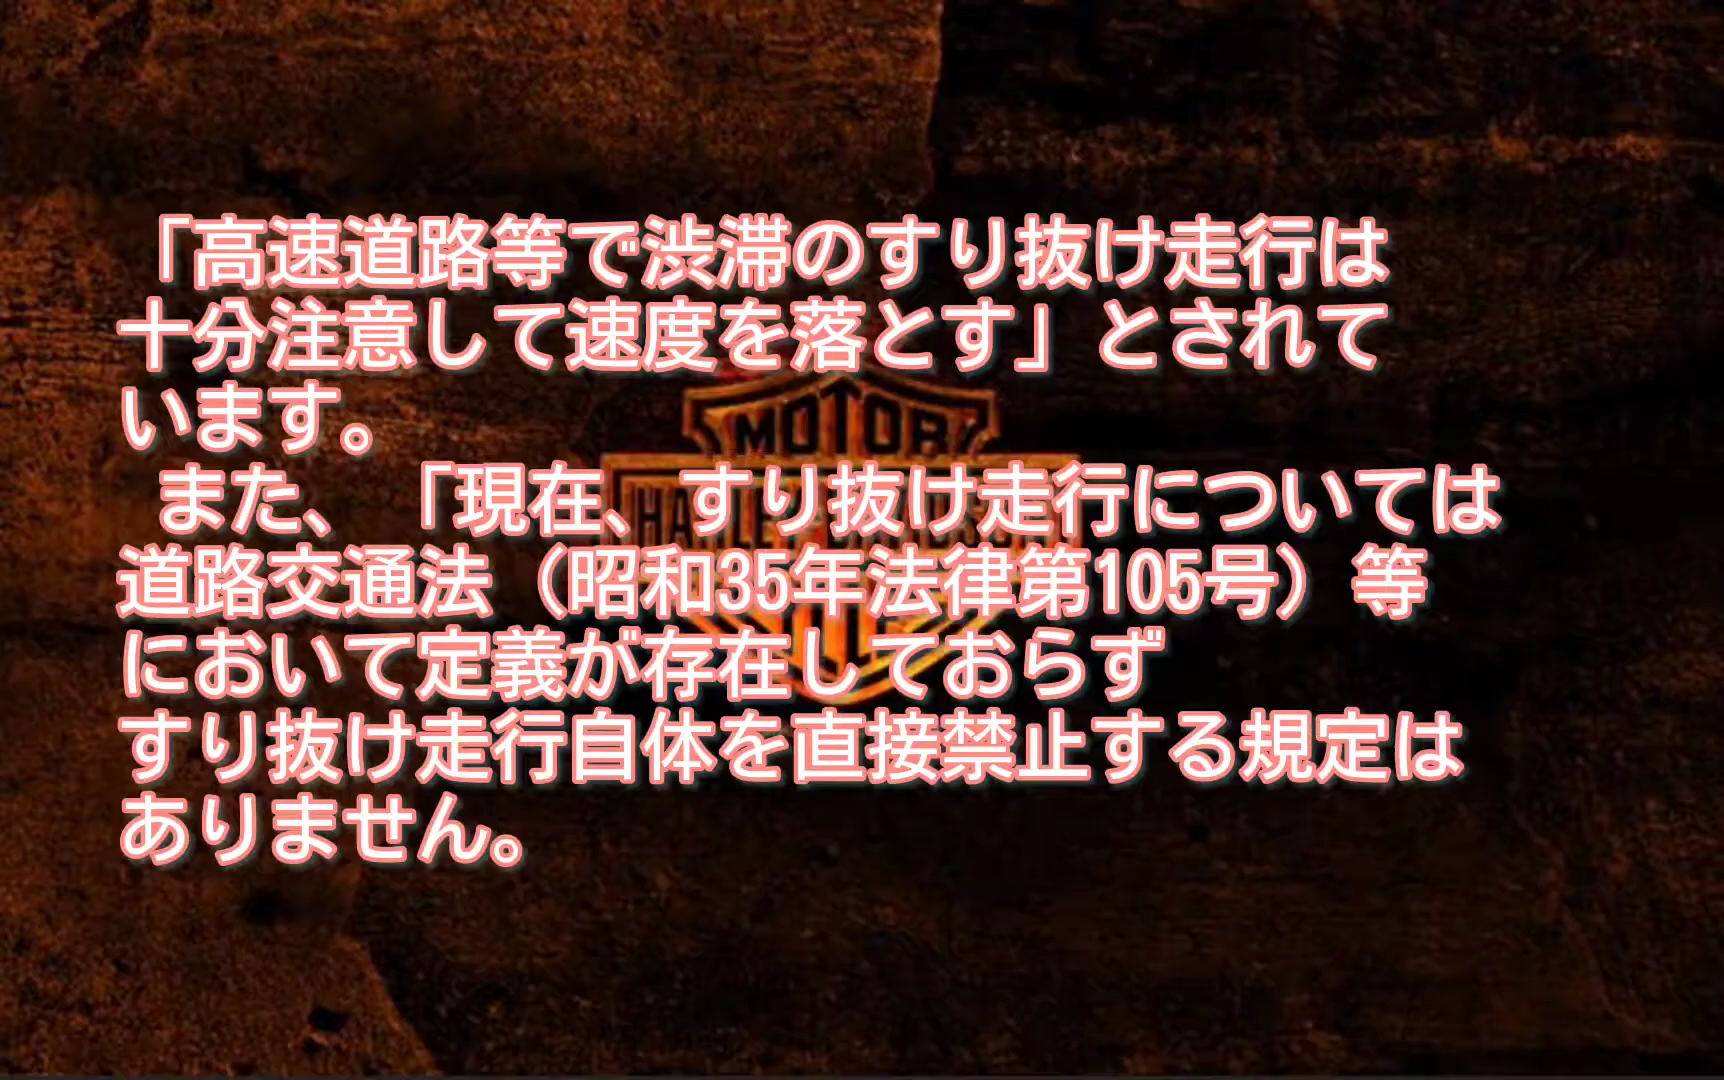 「高速道路等で渋滞のすり抜け走行は
十分注意して速度を落とす」とされて
います。
また、「現在、すり抜け走行については
道路交通法（昭和35年法律第105号）等
において定義が存在しておらず
すり抜け走行自体を直接禁止する規定は
ありません。
MOTOR